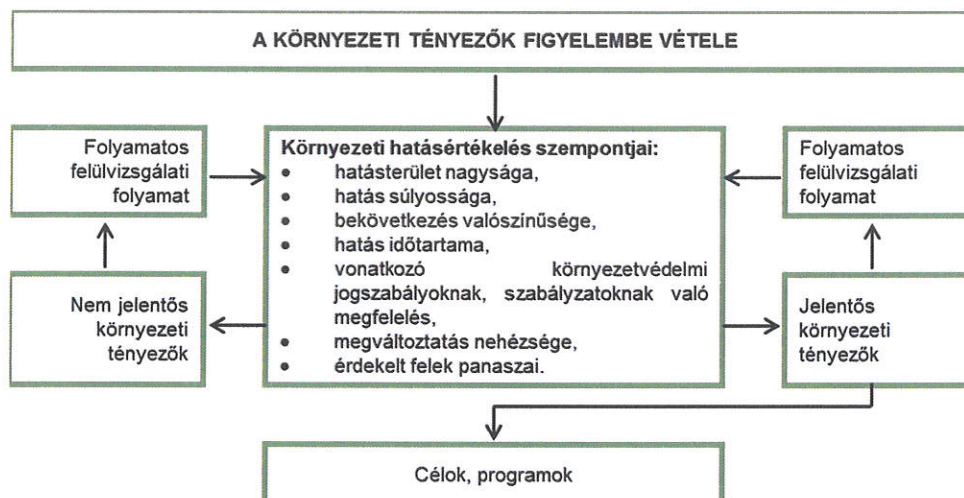 A KÖRNYEZETI TÉNYEZŐK FIGYELEMBE VÉTELE
Folyamatos
felülvizsgálati
folyamat
Nem jelentős
környezeti
tényezők
Környezeti hatásértékelés szempontjai:
• hatásterület nagysága,
• hatás súlyossága,
• bekövetkezés valószínűsége,
• hatás időtartama,
• vonatkozó környezetvédelmi
jogszabályoknak, szabályzatoknak való
megfelelés,
• megváltoztatás nehézsége,
• érdekelt felek panaszai.
Folyamatos
felülvizsgálati
folyamat
Jelentős
környezeti
tényezők
Célok, programok